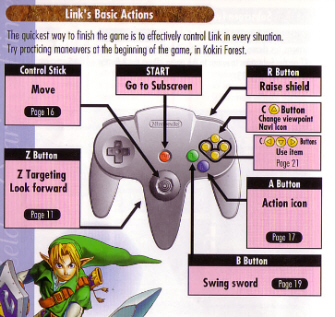 Link's Basic Actions
The quickest way to finish the game is to effectively control Link in every situation.
Try practicing maneuvers at the beginning of the game, in Kokiri Forest.
Control Stick
Move
Page 16
START
Go to Subscreen
R Button
Raise shield
C Button
Change viewpoint
Navi Icon
C Buttons
Use item
Page 21
Z Button
Z Targeting
Look forward
Page 11
A Button
Action icon
Page 17
B Button
Swing sword Page 19
Nintendo